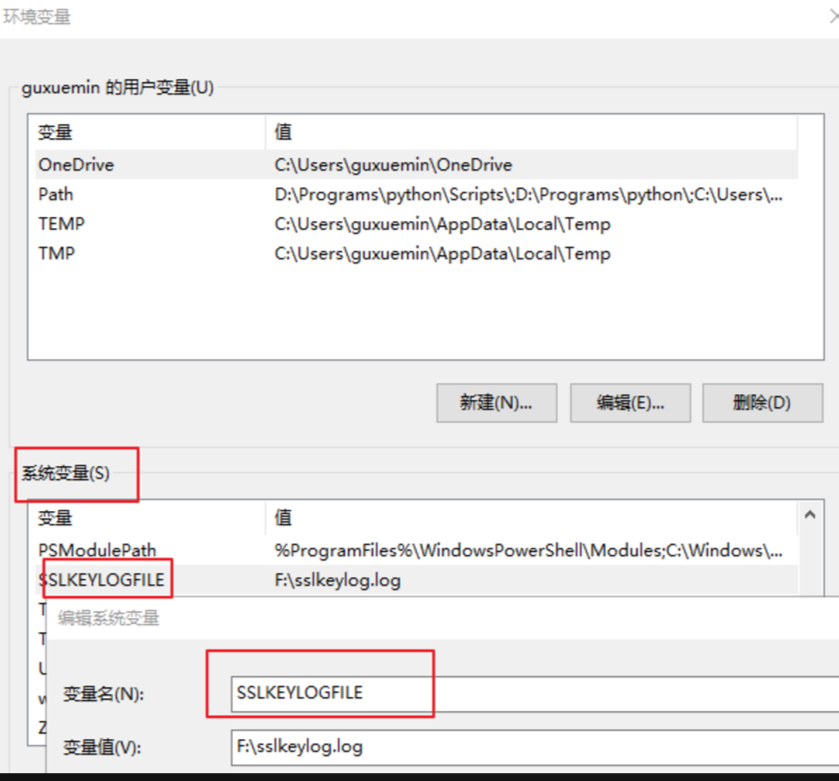 环境变量
guxuemin 的用户变量(U)
变量 值
OneDrive C:\Users\guxuemin\OneDrive
Path D:\Programs\python\Scripts\;D:\Programs\python\;C:\Users\...
TEMP C:\Users\guxuemin\AppData\Local\Temp
TMP C:\Users\guxuemin\AppData\Local\Temp
新建(N)... 编辑(E)... 删除(D)
系统变量(S)
变量 值
PSModulePath %ProgramFiles%\WindowsPowerShell\Modules;C:\Windows\...
SSLKEYLOGFILE F:\sslkeylog.log
T
编辑系统变量
T
U
变量名(N): SSLKEYLOGFILE
w
Z
变量值(V): F:\sslkeylog.log